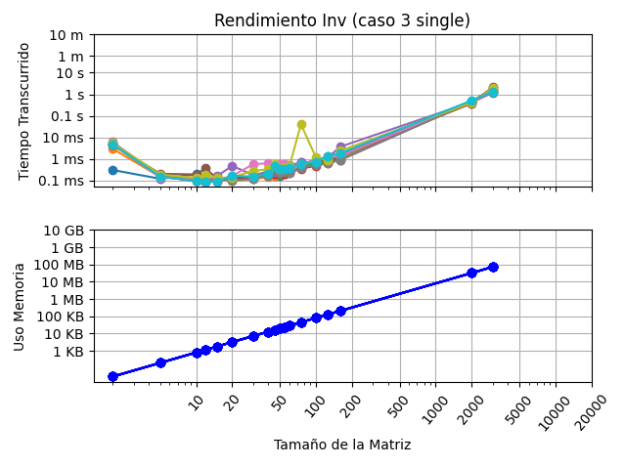 Rendimiento Inv (caso 3 single)
Tiempo Transcurrido
10 m
1 m
10 s
1 s
0.1 s
10 ms
1 ms
0.1 ms
Uso Memoria
10 GB
1 GB
100 MB
10 MB
1 MB
100 KB
10 KB
1 KB
10 20 50 100 200 500 1000 2000 5000 10000 20000
Tamaño de la Matriz